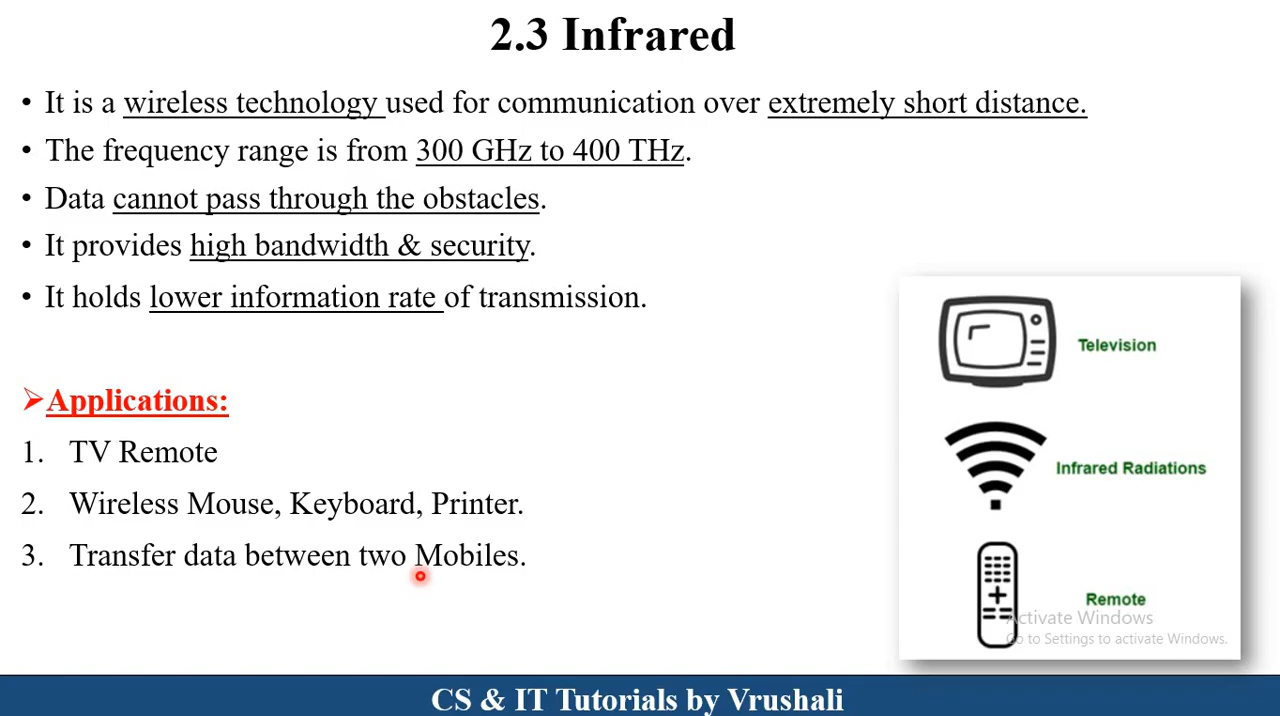 2.3 Infrared
• It is a wireless technology used for communication over extremely short distance.
• The frequency range is from 300 GHz to 400 THz.
• Data cannot pass through the obstacles.
• It provides high bandwidth & security.
• It holds lower information rate of transmission.
➢Applications:
1. TV Remote
2. Wireless Mouse, Keyboard, Printer.
3. Transfer data between two Mobiles.
Television
Infrared Radiations
Remote
Activate Windows
Go to Settings to activate Windows.
CS & IT Tutorials by Vrushali